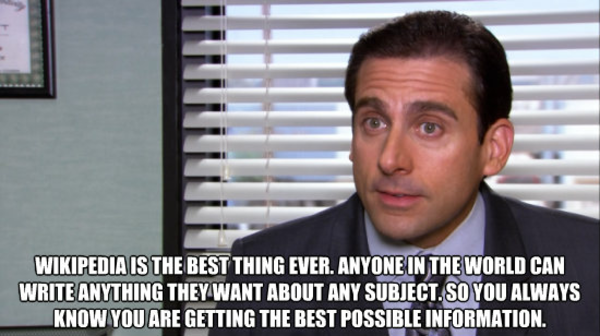 WIKIPEDIA IS THE BEST THING EVER. ANYONE IN THE WORLD CAN
WRITE ANYTHING THEY WANT ABOUT ANY SUBJECT. SO YOU ALWAYS
KNOW YOU ARE GETTING THE BEST POSSIBLE INFORMATION.